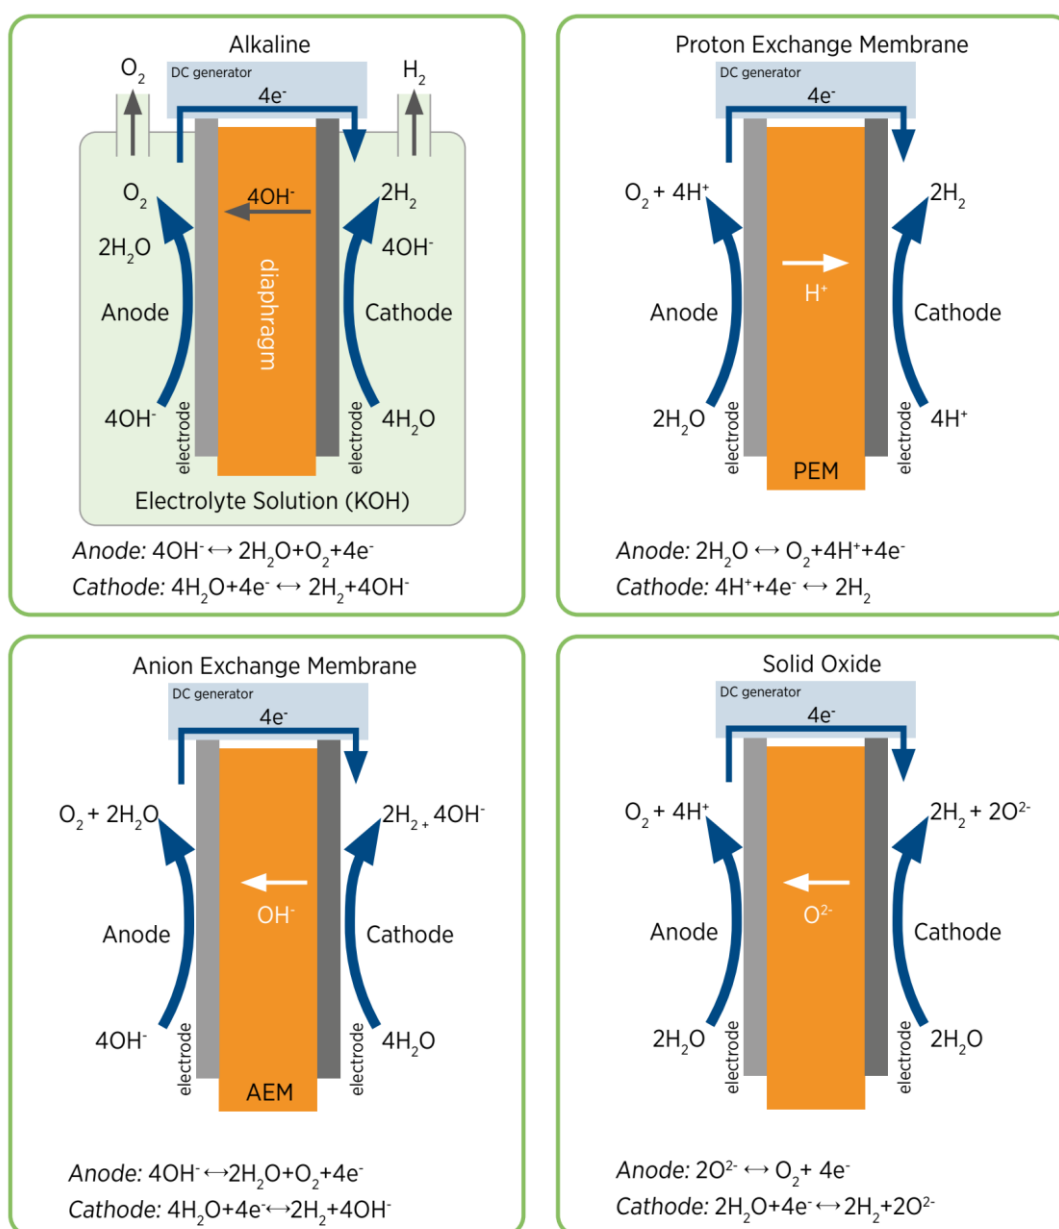 Alkaline
DC generator
4e⁻
O₂
H₂
O₂
4OH⁻
2H₂
2H₂O
4OH⁻
diaphragm
Anode
Cathode
4OH⁻
electrode
electrode
4H₂O
Electrolyte Solution (KOH)
Anode: 4OH⁻ ↔ 2H₂O+O₂+4e⁻
Cathode: 4H₂O+4e⁻ ↔ 2H₂+4OH⁻
Proton Exchange Membrane
DC generator
4e⁻
O₂ + 4H⁺
2H₂
H⁺
Anode
Cathode
2H₂O
electrode
electrode
4H⁺
PEM
Anode: 2H₂O ↔ O₂+4H⁺+4e⁻
Cathode: 4H⁺+4e⁻ ↔ 2H₂
Anion Exchange Membrane
DC generator
4e⁻
O₂ + 2H₂O
2H₂ ₊ 4OH⁻
OH⁻
Anode
Cathode
4OH⁻
electrode
electrode
4H₂O
AEM
Anode: 4OH⁻↔2H₂O+O₂+4e⁻
Cathode: 4H₂O+4e⁻↔2H₂+4OH⁻
Solid Oxide
DC generator
4e⁻
O₂ + 4H⁺
2H₂ + 2O²⁻
O²⁻
Anode
Cathode
2H₂O
electrode
electrode
2H₂O
Anode: 2O²⁻ ↔ O₂+ 4e⁻
Cathode: 2H₂O+4e⁻↔2H₂+2O²⁻